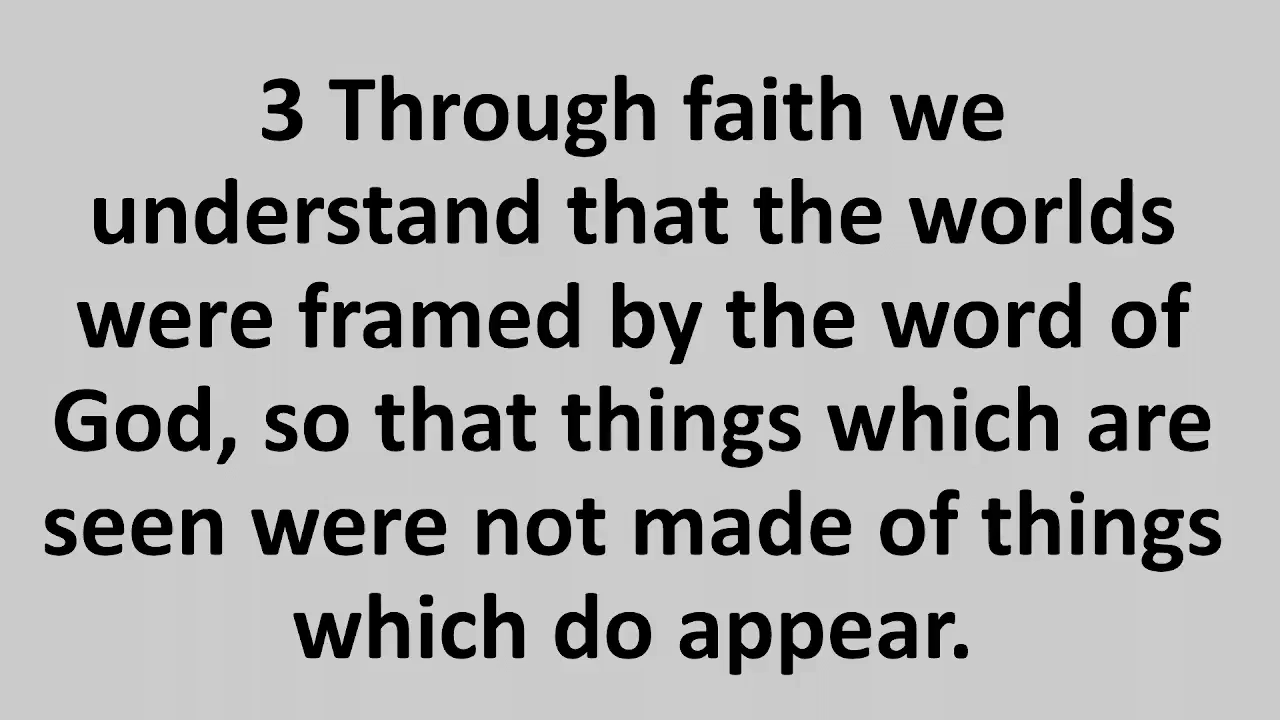 3 Through faith we
understand that the worlds
were framed by the word of
God, so that things which are
seen were not made of things
which do appear.